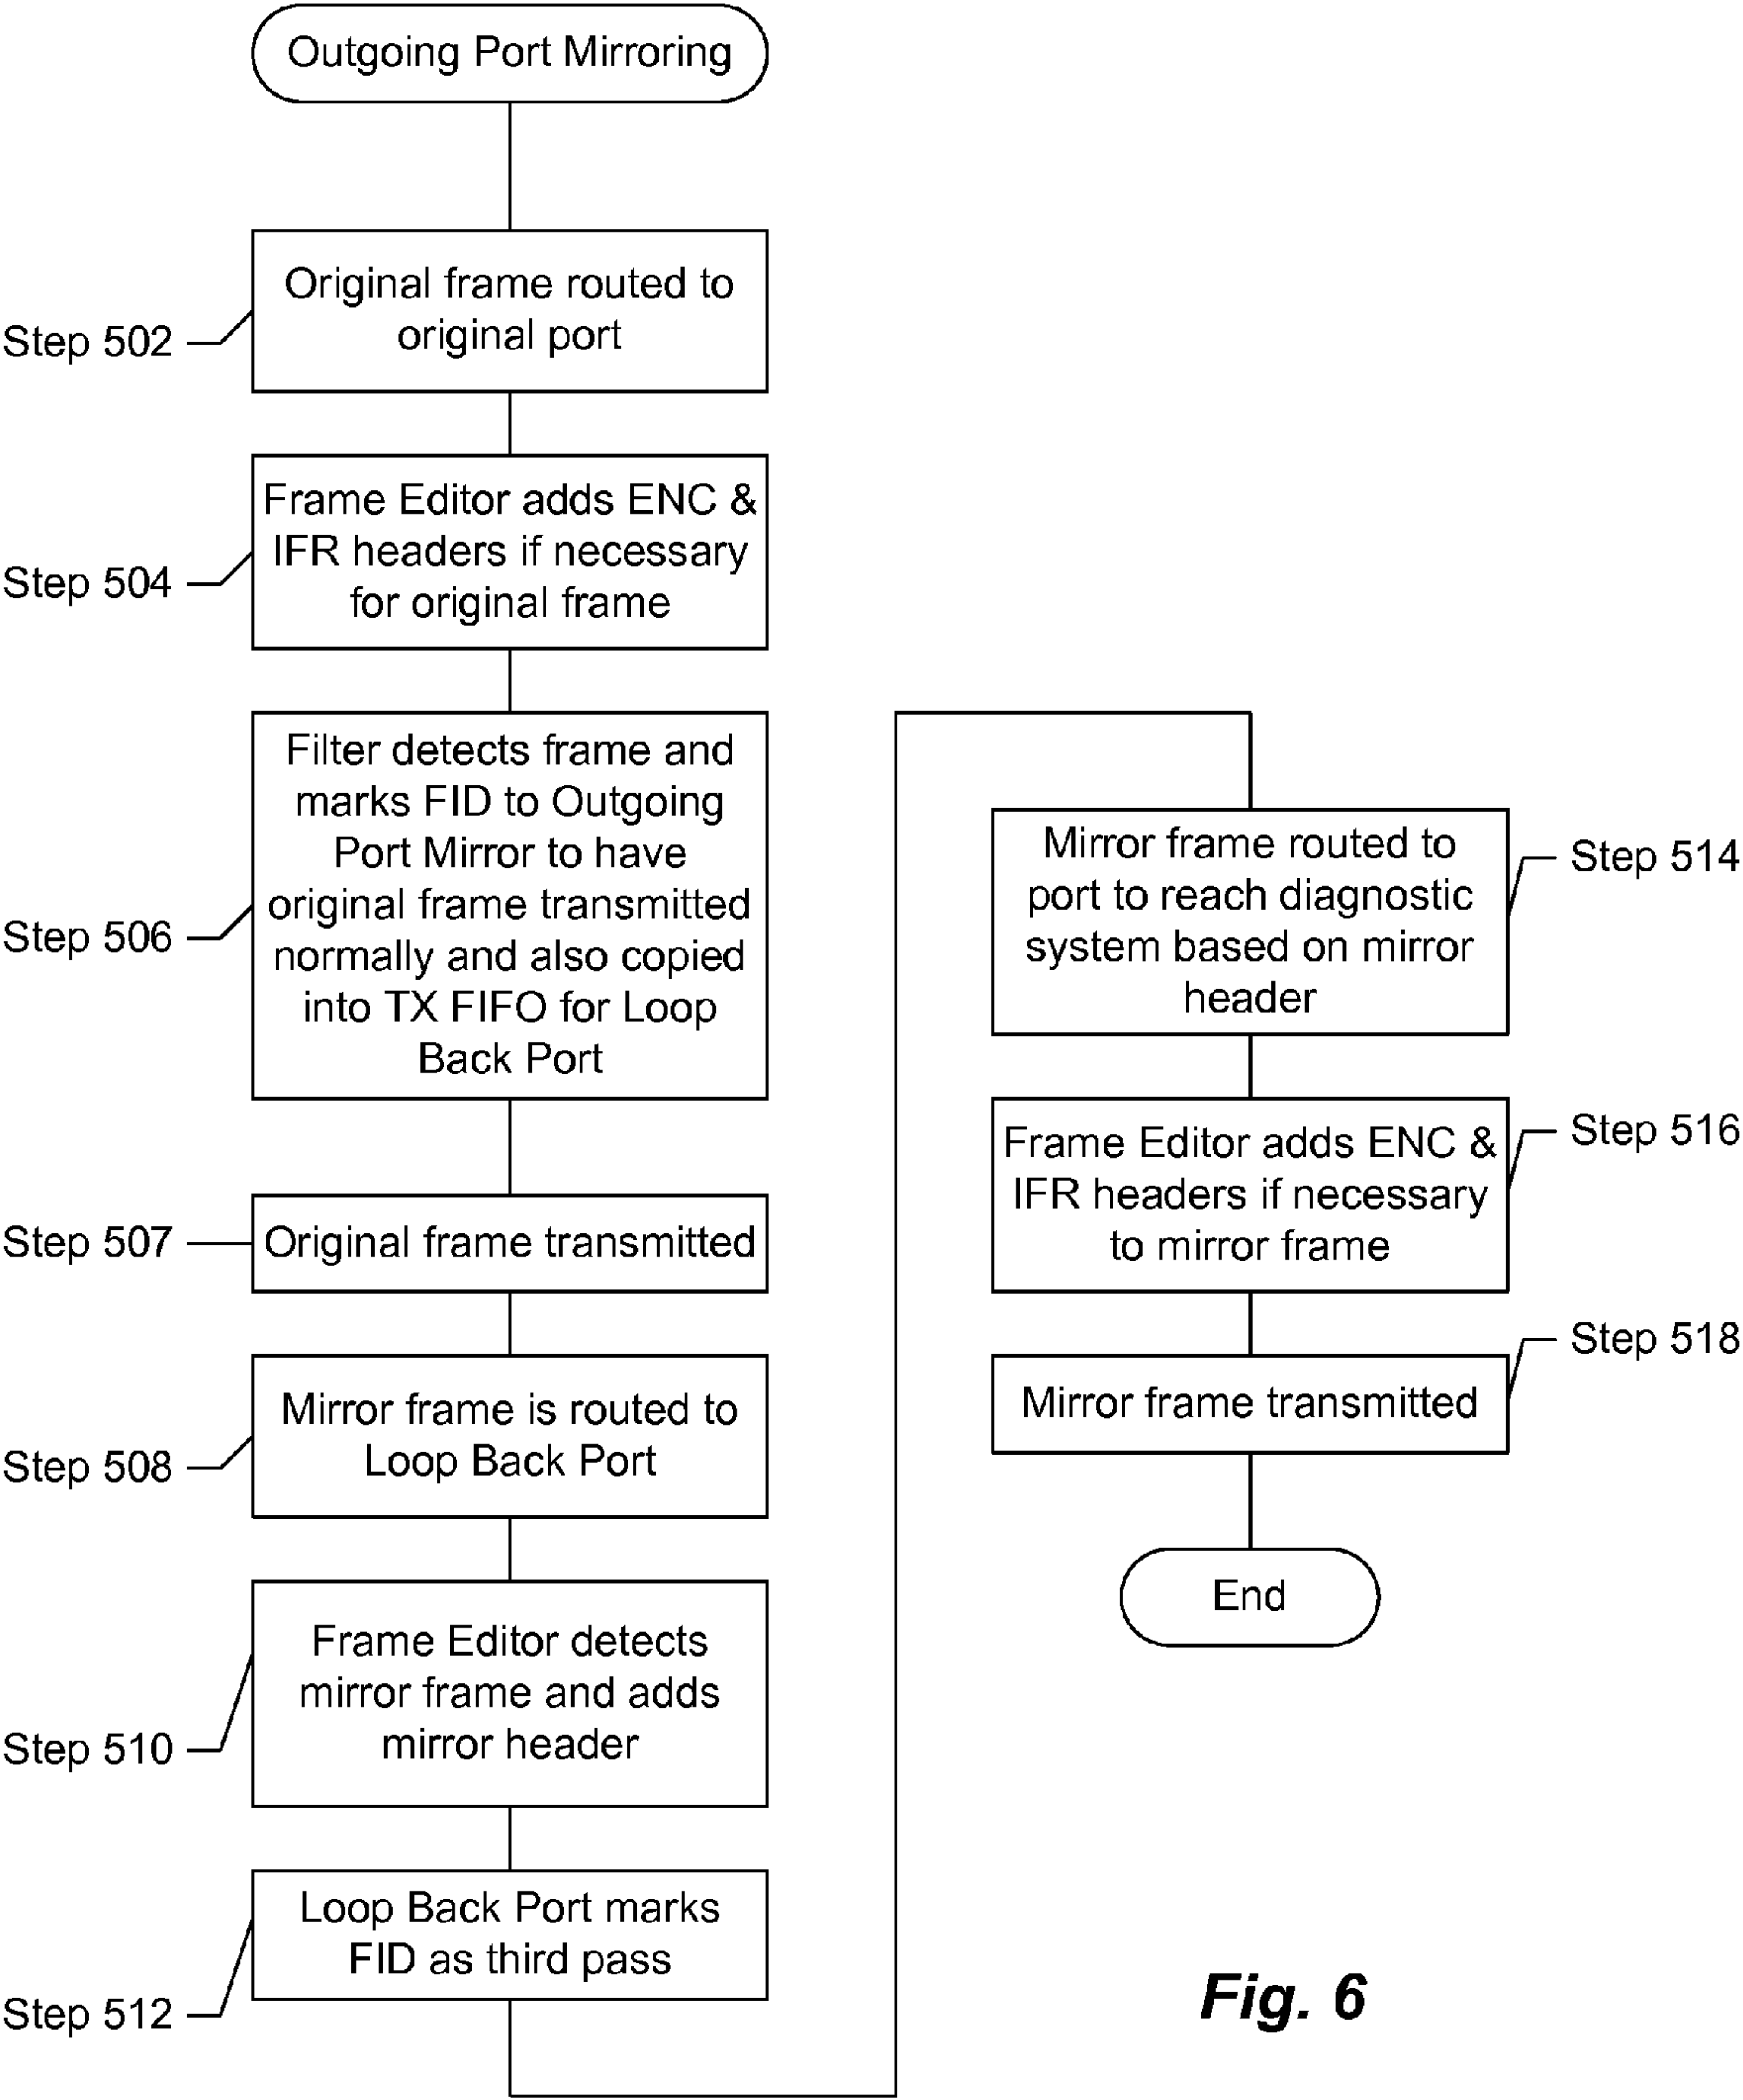 Outgoing Port Mirroring
Step 502
Original frame routed to
original port
Step 504
Frame Editor adds ENC &
IFR headers if necessary
for original frame
Step 506
Filter detects frame and
marks FID to Outgoing
Port Mirror to have
original frame transmitted
normally and also copied
into TX FIFO for Loop
Back Port
Step 507
Original frame transmitted
Step 508
Mirror frame is routed to
Loop Back Port
Step 510
Frame Editor detects
mirror frame and adds
mirror header
Step 512
Loop Back Port marks
FID as third pass
Mirror frame routed to
port to reach diagnostic
system based on mirror
header
Step 514
Frame Editor adds ENC &
IFR headers if necessary
to mirror frame
Step 516
Mirror frame transmitted
Step 518
End
Fig. 6